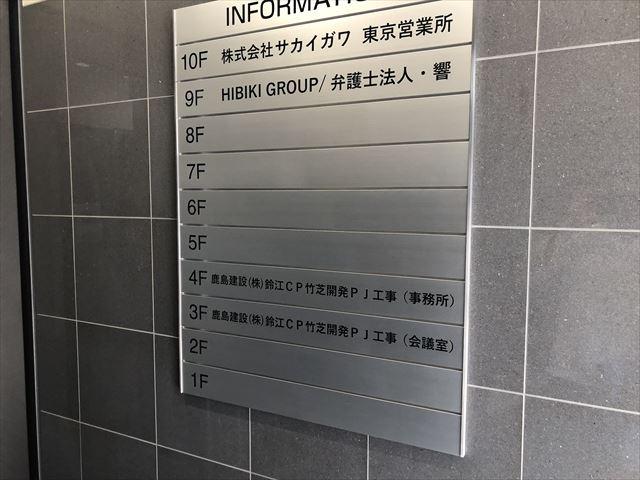 INFORMATIO
10F 株式会社サカイガワ 東京営業所
9F HIBIKI GROUP/ 弁護士法人・響
8F
7F
6F
5F
4F 鹿島建設(株)鈴江CP竹芝開発PJ工事(事務所)
3F 鹿島建設(株)鈴江CP竹芝開発PJ工事(会議室)
2F
1F